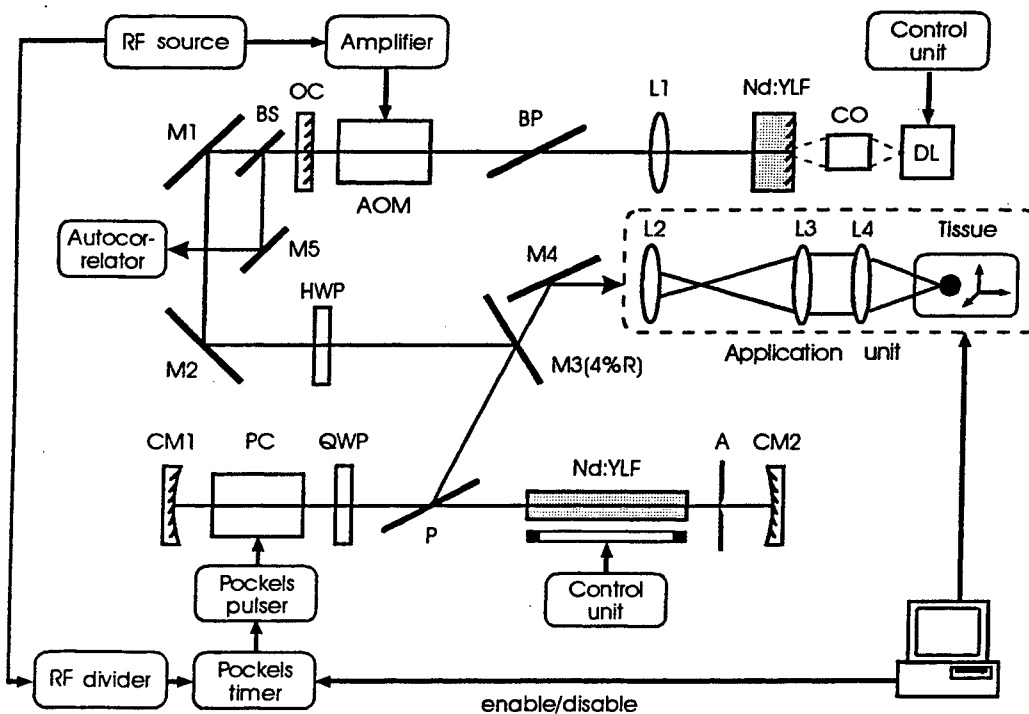 RF source
Amplifier
Control
unit
OC
BS
M1
L1
Nd:YLF
CO
BP
DL
AOM
Autocor-
relator
M5
M4
L2
L3
L4
Tissue
HWP
M2
M3(4%R)
Application unit
CM1
PC
QWP
Nd:YLF
A
CM2
P
Pockels
pulser
Control
unit
RF divider
Pockels
timer
enable/disable